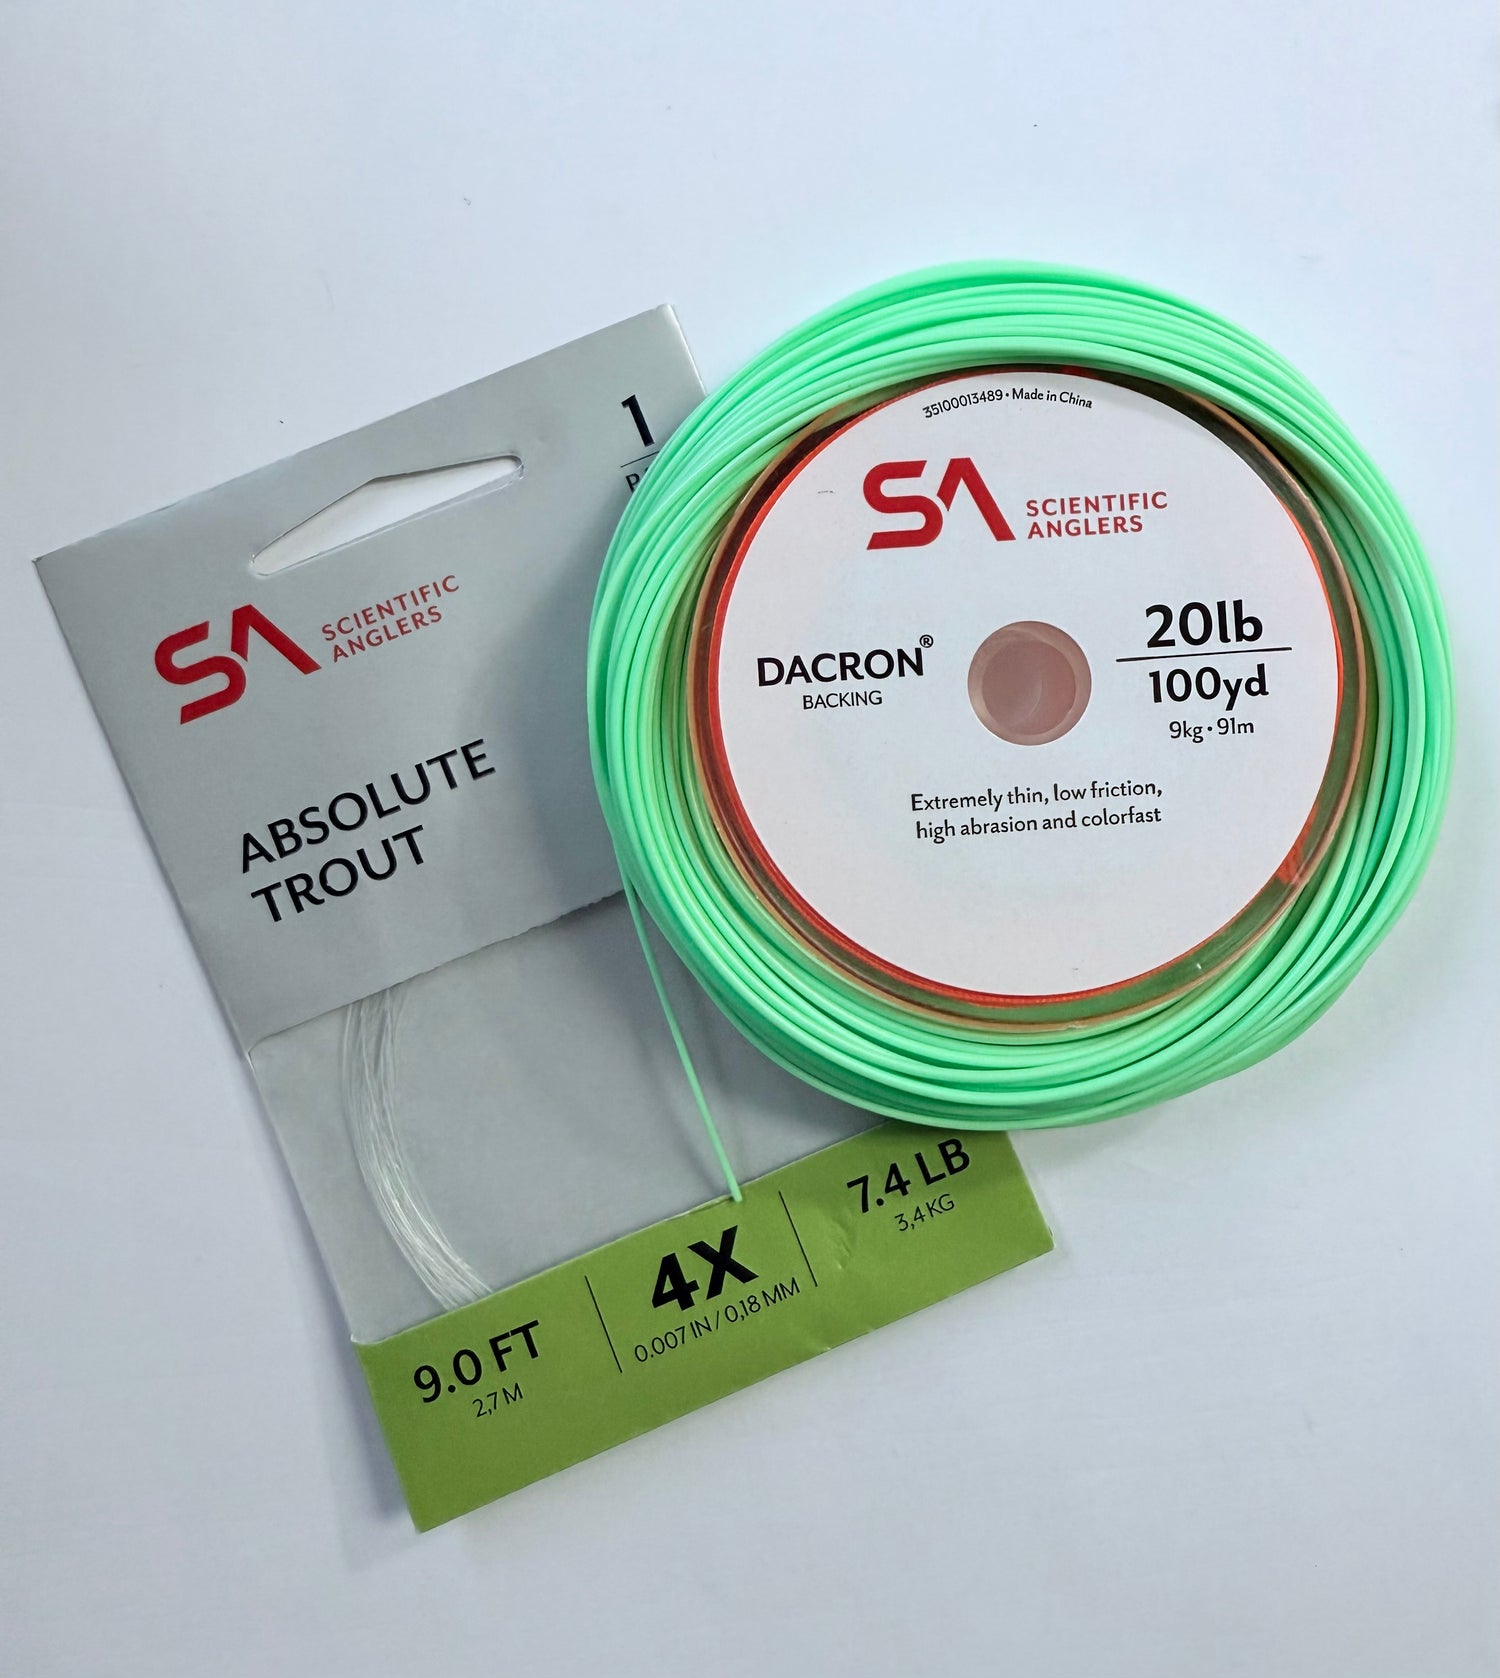 1
SA SCIENTIFIC
ANGLERS
ABSOLUTE
TROUT
9.0 FT
2,7 M
4X
0.007 IN / 0,18 MM
7.4 LB
3,4 KG
35100013489 • Made in China
SA SCIENTIFIC
ANGLERS
DACRON®
BACKING
20lb
100yd
9kg • 91m
Extremely thin, low friction,
high abrasion and colorfast